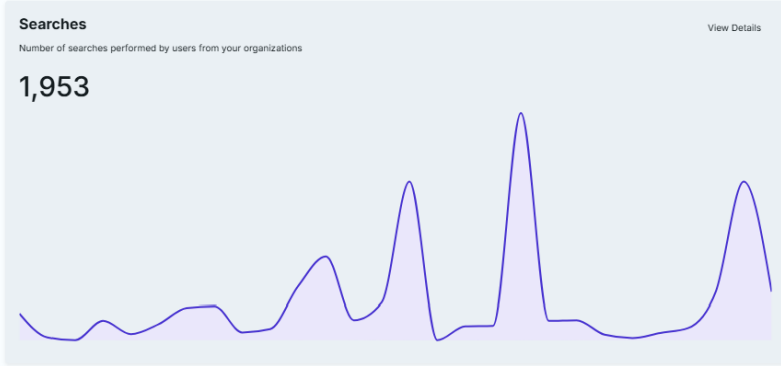 Searches
View Details
Number of searches performed by users from your organizations
1,953